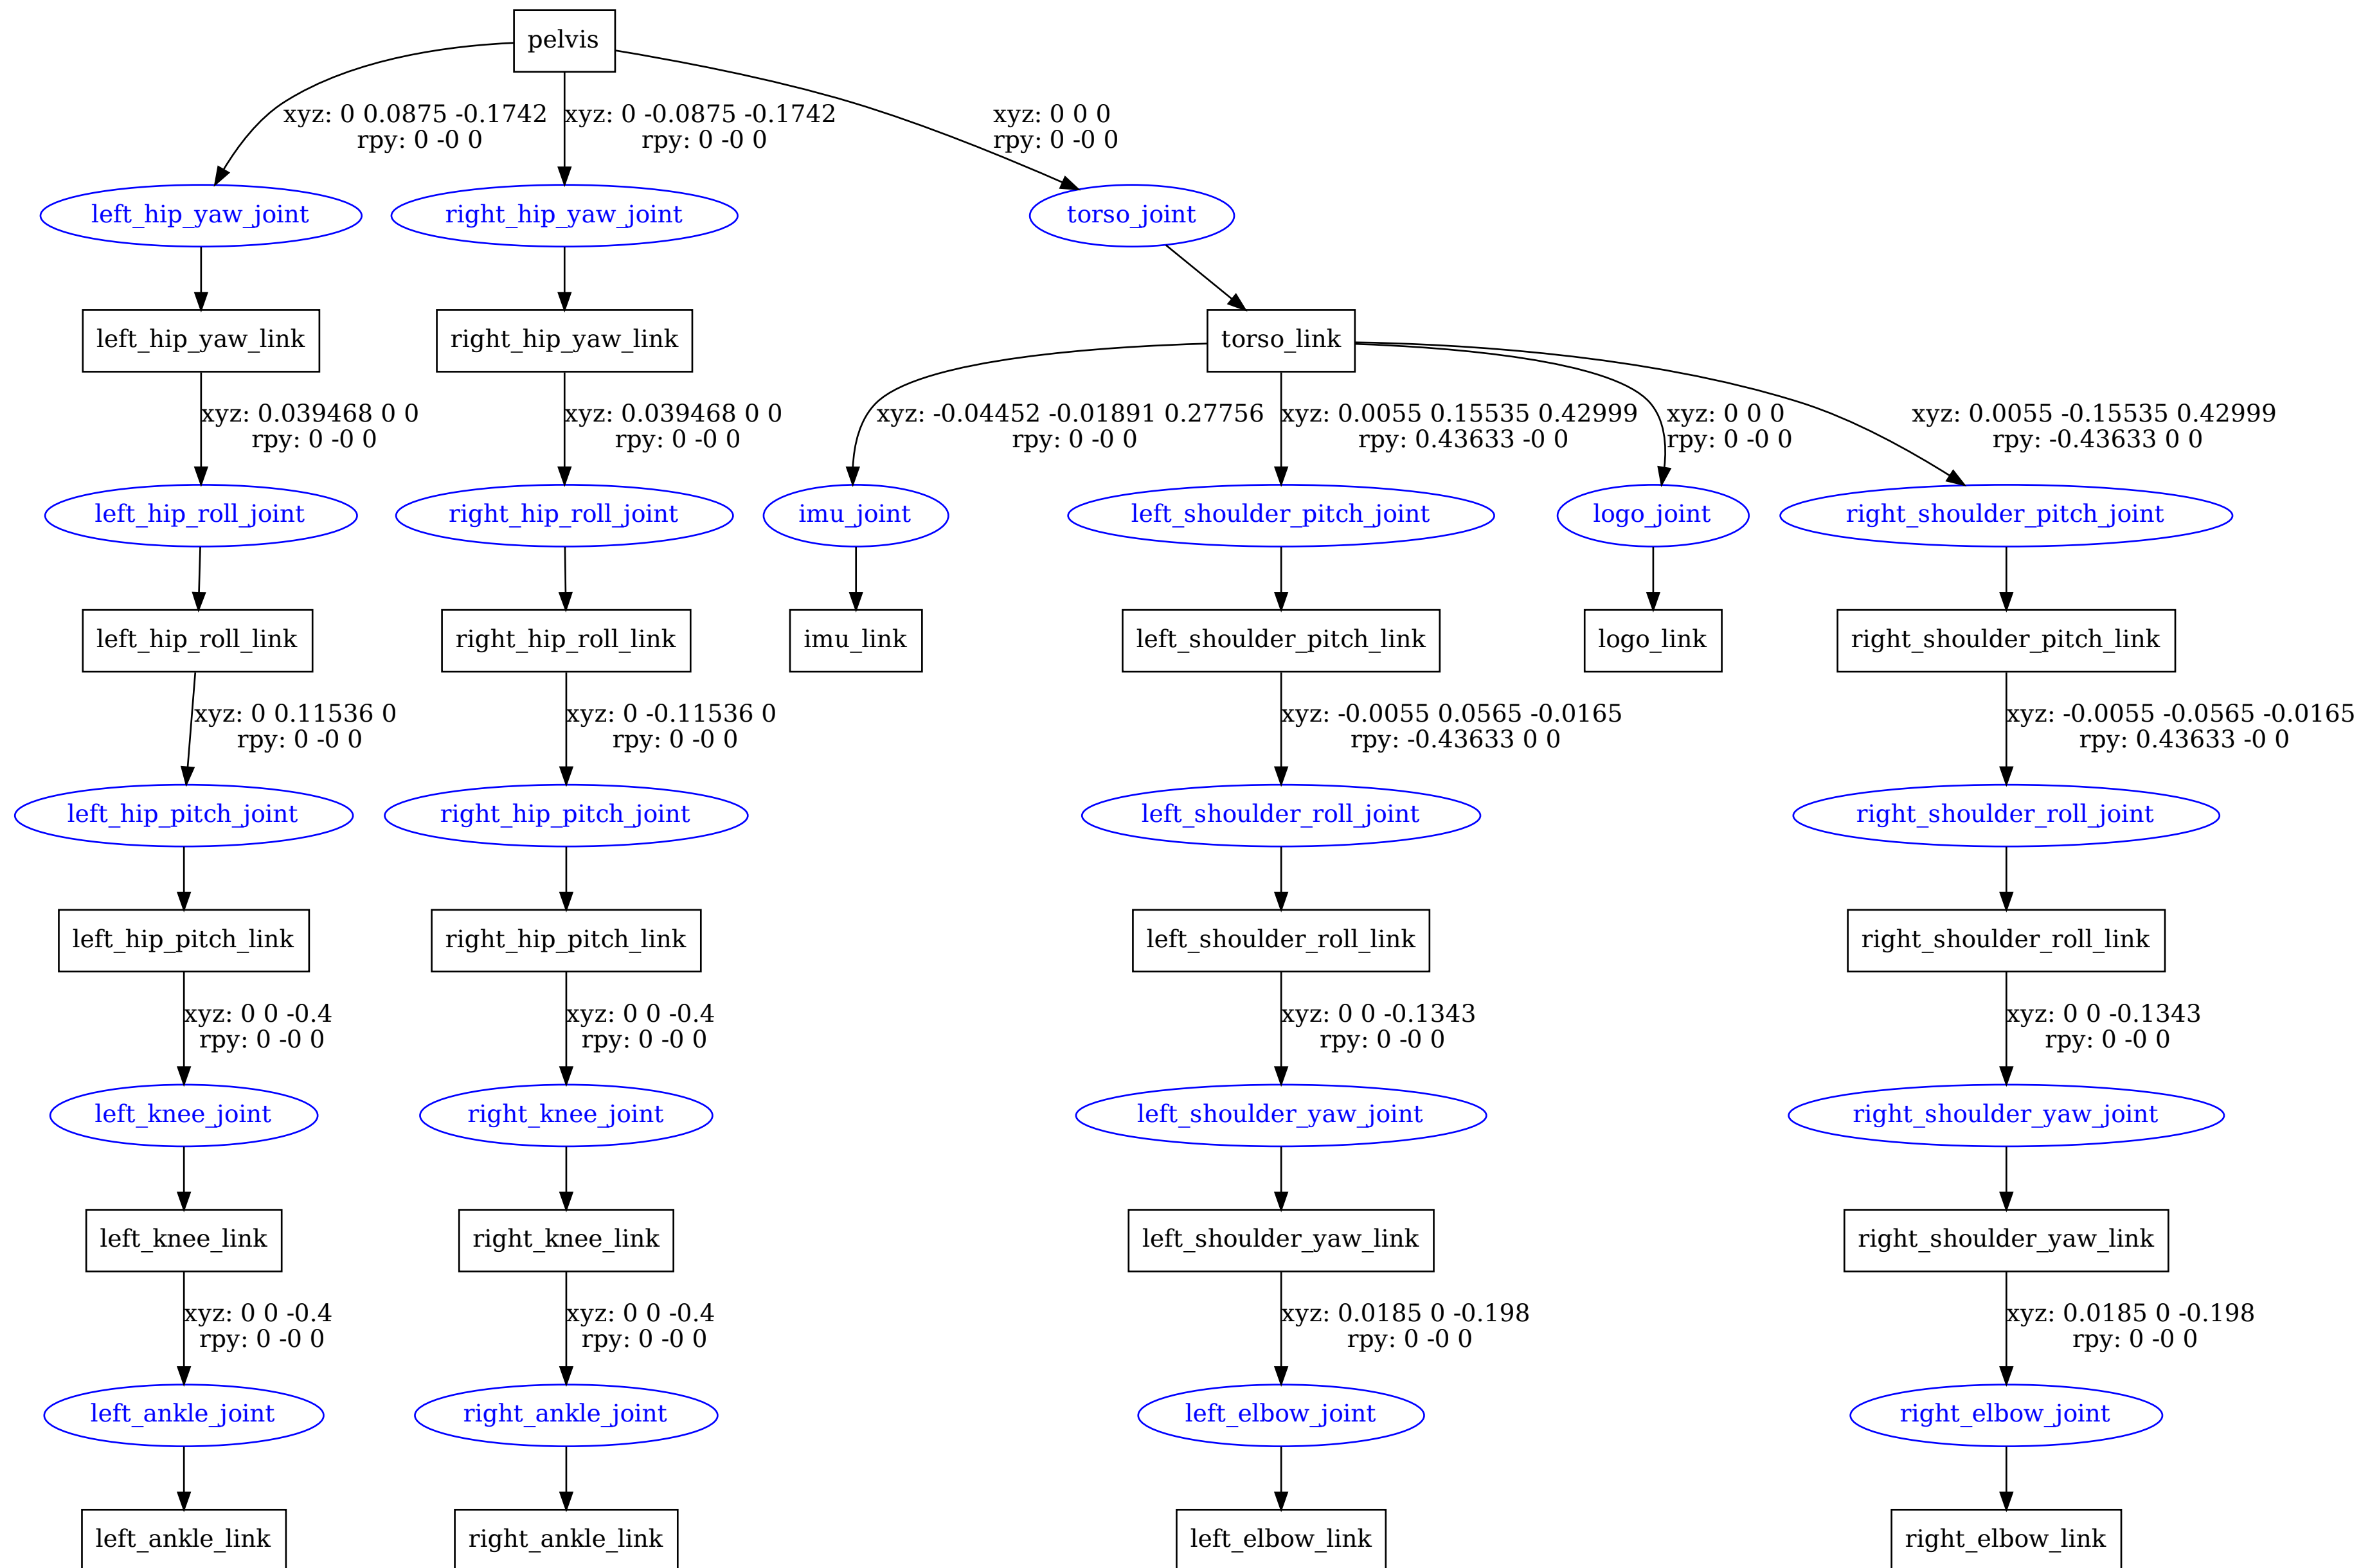 pelvis
xyz: 0 0.0875 -0.1742
rpy: 0 -0 0
xyz: 0 -0.0875 -0.1742
rpy: 0 -0 0
xyz: 0 0 0
rpy: 0 -0 0
left_hip_yaw_joint
right_hip_yaw_joint
torso_joint
left_hip_yaw_link
right_hip_yaw_link
torso_link
xyz: 0.039468 0 0
rpy: 0 -0 0
xyz: 0.039468 0 0
rpy: 0 -0 0
xyz: -0.04452 -0.01891 0.27756
rpy: 0 -0 0
xyz: 0.0055 0.15535 0.42999
rpy: 0.43633 -0 0
xyz: 0 0 0
rpy: 0 -0 0
xyz: 0.0055 -0.15535 0.42999
rpy: -0.43633 0 0
left_hip_roll_joint
right_hip_roll_joint
imu_joint
left_shoulder_pitch_joint
logo_joint
right_shoulder_pitch_joint
left_hip_roll_link
right_hip_roll_link
imu_link
left_shoulder_pitch_link
logo_link
right_shoulder_pitch_link
xyz: 0 0.11536 0
rpy: 0 -0 0
xyz: 0 -0.11536 0
rpy: 0 -0 0
xyz: -0.0055 0.0565 -0.0165
rpy: -0.43633 0 0
xyz: -0.0055 -0.0565 -0.0165
rpy: 0.43633 -0 0
left_hip_pitch_joint
right_hip_pitch_joint
left_shoulder_roll_joint
right_shoulder_roll_joint
left_hip_pitch_link
right_hip_pitch_link
left_shoulder_roll_link
right_shoulder_roll_link
xyz: 0 0 -0.4
rpy: 0 -0 0
xyz: 0 0 -0.4
rpy: 0 -0 0
xyz: 0 0 -0.1343
rpy: 0 -0 0
xyz: 0 0 -0.1343
rpy: 0 -0 0
left_knee_joint
right_knee_joint
left_shoulder_yaw_joint
right_shoulder_yaw_joint
left_knee_link
right_knee_link
left_shoulder_yaw_link
right_shoulder_yaw_link
xyz: 0 0 -0.4
rpy: 0 -0 0
xyz: 0 0 -0.4
rpy: 0 -0 0
xyz: 0.0185 0 -0.198
rpy: 0 -0 0
xyz: 0.0185 0 -0.198
rpy: 0 -0 0
left_ankle_joint
right_ankle_joint
left_elbow_joint
right_elbow_joint
left_ankle_link
right_ankle_link
left_elbow_link
right_elbow_link